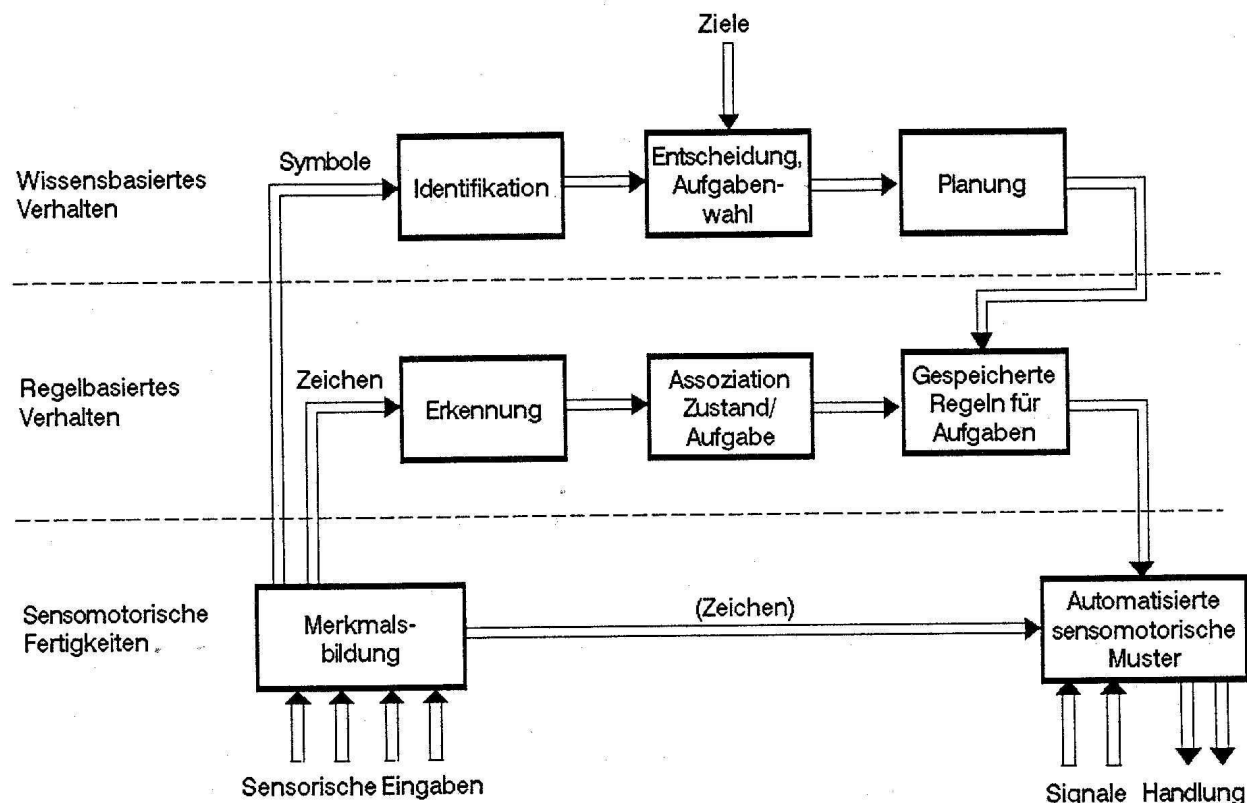 Ziele
Symbole
Wissensbasiertes
Verhalten
Identifikation
Entscheidung,
Aufgaben-
wahl
Planung
Regelbasiertes
Verhalten
Zeichen
Erkennung
Assoziation
Zustand/
Aufgabe
Gespeicherte
Regeln für
Aufgaben
Sensomotorische
Fertigkeiten
Merkmals-
bildung
(Zeichen)
Automatisierte
sensomotorische
Muster
Sensorische Eingaben
Signale Handlung